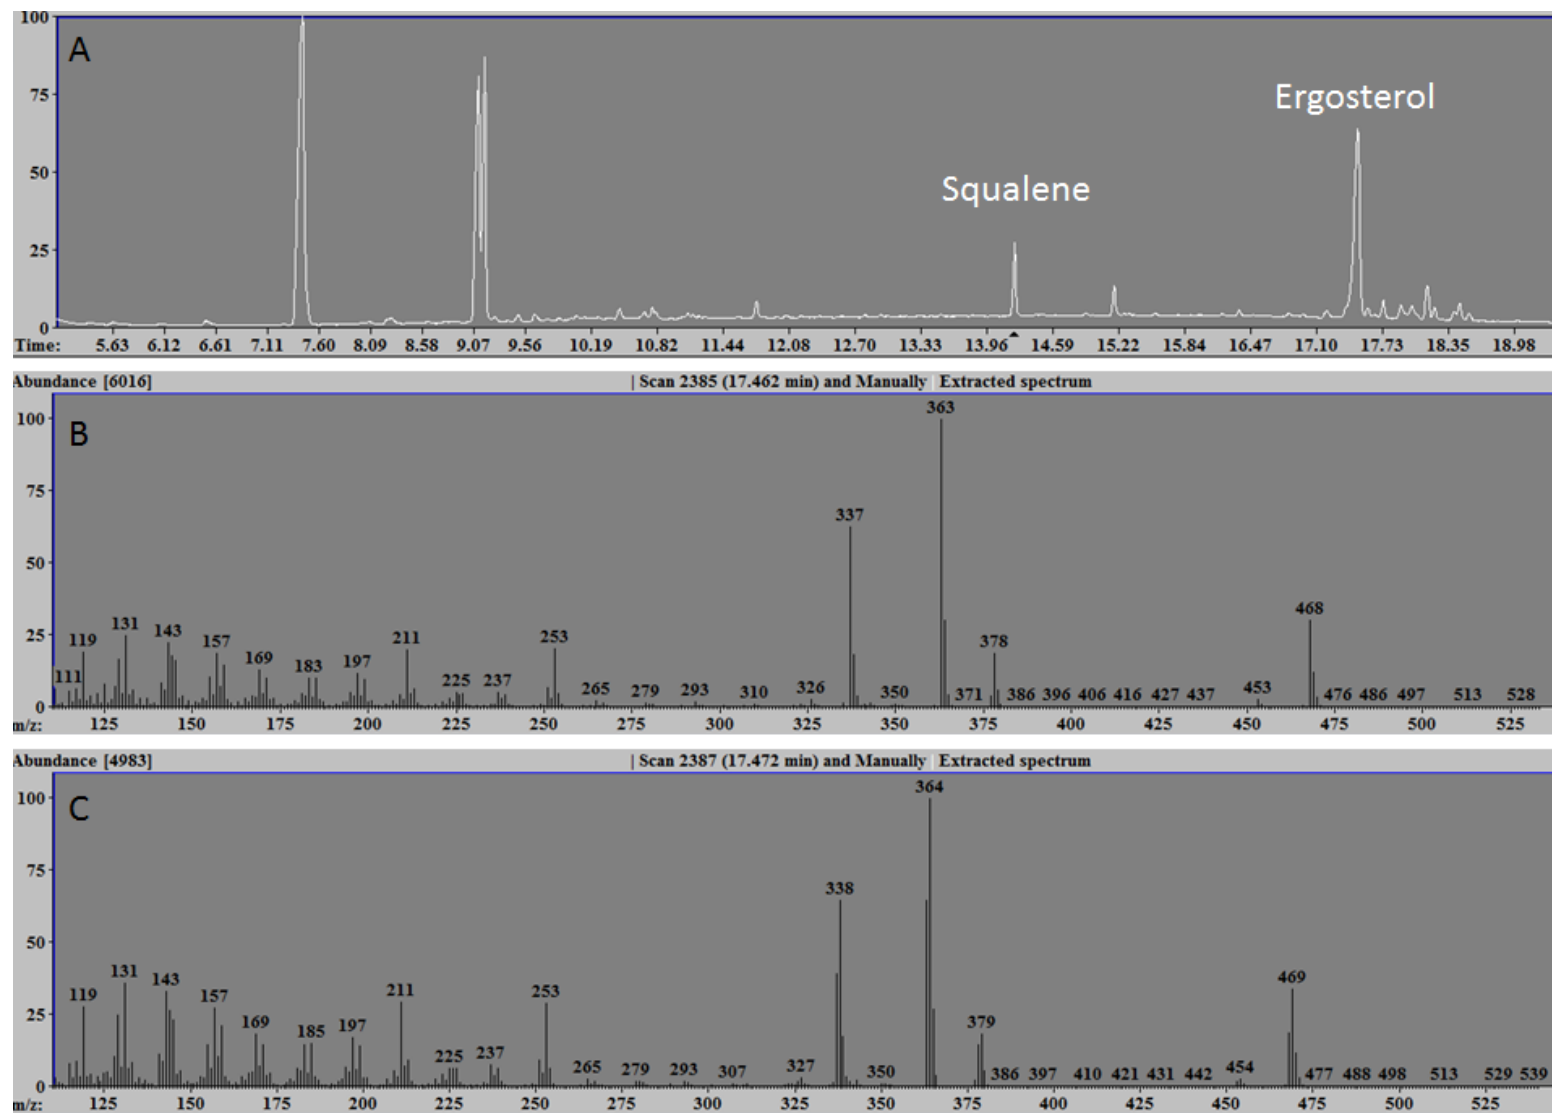 100
A
75
50
25
0
Ergosterol
Squalene
Time: 5.63 6.12 6.61 7.11 7.60 8.09 8.58 9.07 9.56 10.19 10.82 11.44 12.08 12.70 13.33 13.96 14.59 15.22 15.84 16.47 17.10 17.73 18.35 18.98
Abundance [6016] | Scan 2385 (17.462 min) and Manually | Extracted spectrum
B
100
75
50
25
0
111 119 131 143 157 169 183 197 211 225 237 253 265 279 293 310 326 337 350 363 371 378 386 396 406 416 427 437 453 468 476 486 497 513 528
m/z: 125 150 175 200 225 250 275 300 325 350 375 400 425 450 475 500 525
Abundance [4983] | Scan 2387 (17.472 min) and Manually | Extracted spectrum
C
100
75
50
25
0
119 131 143 157 169 185 197 211 225 237 253 265 279 293 307 327 338 350 364 379 386 397 410 421 431 442 454 469 477 488 498 513 529 539
m/z: 125 150 175 200 225 250 275 300 325 350 375 400 425 450 475 500 525